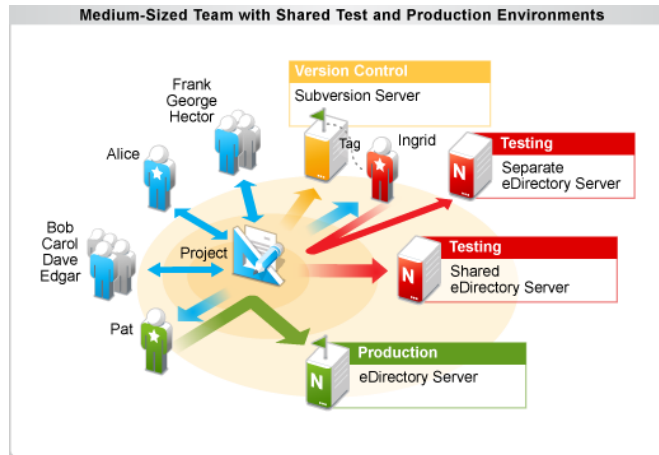 Medium-Sized Team with Shared Test and Production Environments
Version Control
Subversion Server
Frank
George
Hector
Tag
Ingrid
Testing
N
Separate
eDirectory Server
Alice
Bob
Carol
Dave
Edgar
Project
Testing
N
Shared
eDirectory Server
Pat
Production
N
eDirectory Server